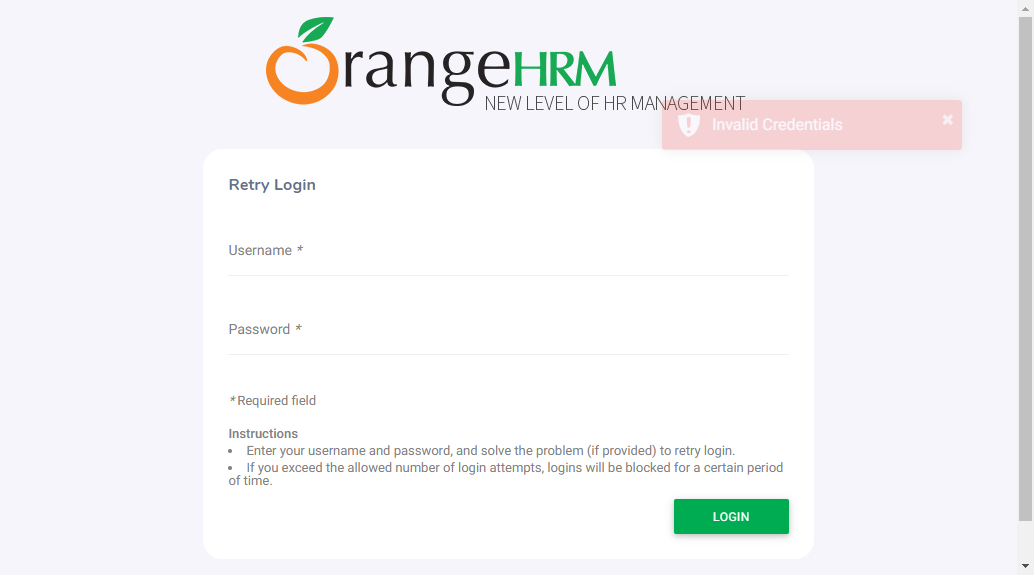 OrangeHRM
NEW LEVEL OF HR MANAGEMENT
Invalid Credentials
Retry Login
Username *
Password *
* Required field
Instructions
• Enter your username and password, and solve the problem (if provided) to retry login.
• If you exceed the allowed number of login attempts, logins will be blocked for a certain period
of time.
LOGIN